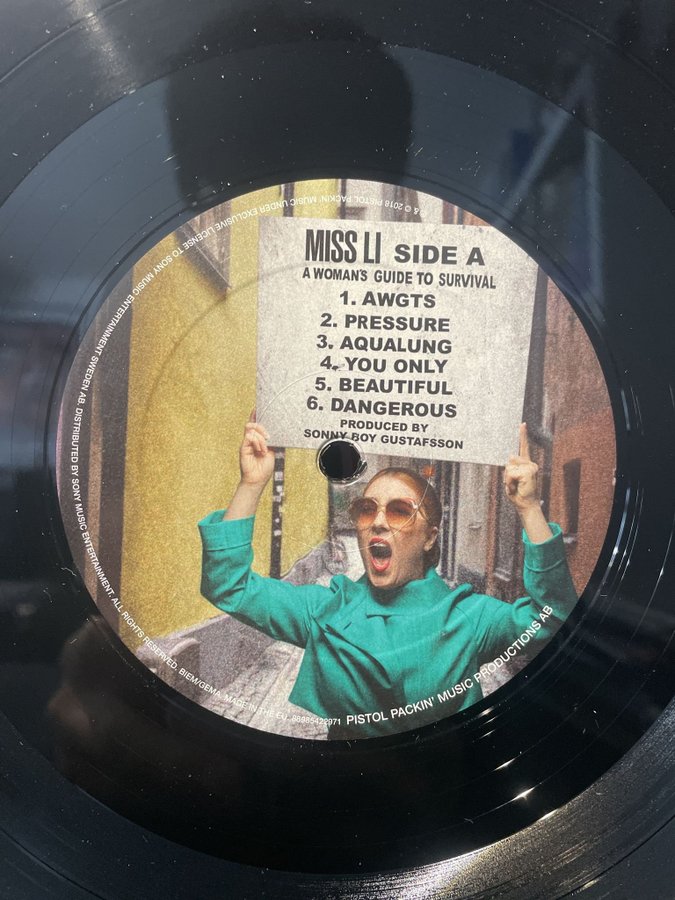 MISS LI SIDE A
A WOMAN'S GUIDE TO SURVIVAL
1. AWGTS
2. PRESSURE
3. AQUALUNG
4. YOU ONLY
5. BEAUTIFUL
6. DANGEROUS
PRODUCED BY
SONNY BOY GUSTAFSSON
℗ & © 2018 PISTOL PACKIN' MUSIC UNDER EXCLUSIVE LICENSE TO SONY MUSIC ENTERTAINMENT SWEDEN AB. DISTRIBUTED BY SONY MUSIC ENTERTAINMENT. ALL RIGHTS RESERVED. BIEM/GEMA. MADE IN THE EU. 88985422971 PISTOL PACKIN' MUSIC PRODUCTIONS AB